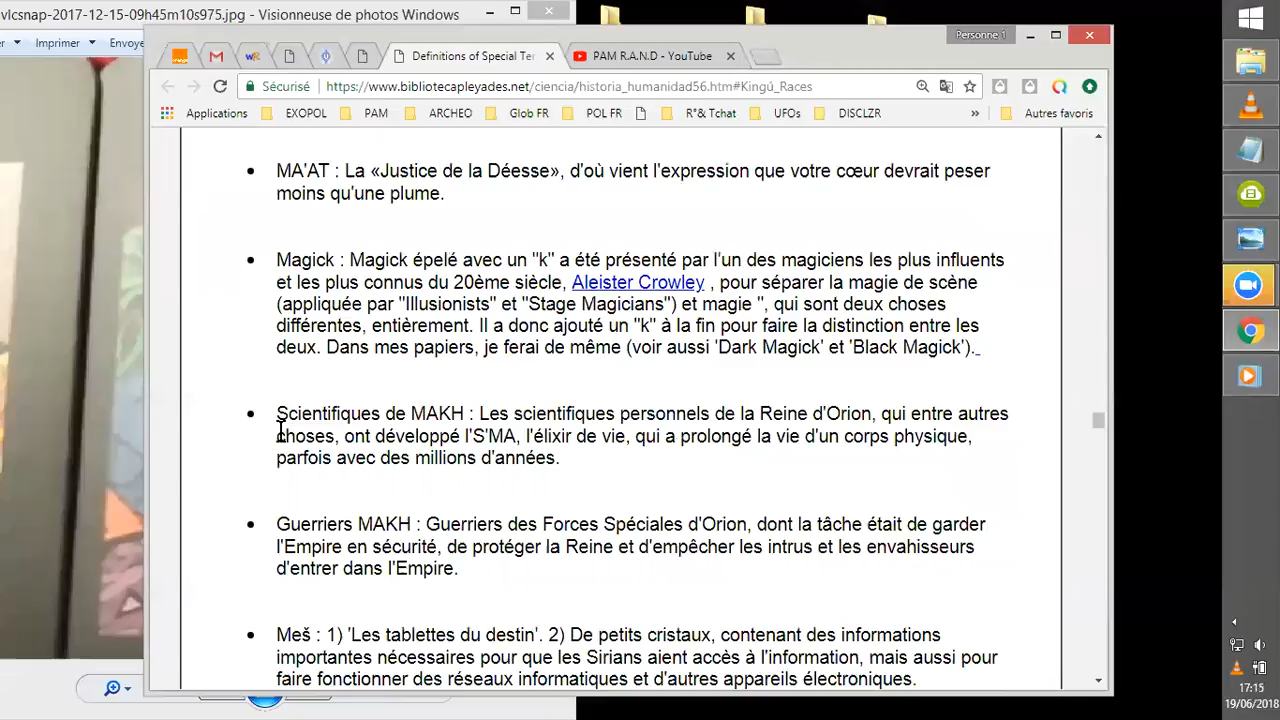 vlcsnap-2017-12-15-09h45m10s975.jpg - Visionneuse de photos Windows
Imprimer
Envoye
Personne 1
Definitions of Special Ter
PAM R.A.N.D - YouTube
Sécurisé
https://www.bibliotecapleyades.net/ciencia/historia_humanidad56.htm#Kingú_Races
Applications
EXOPOL
PAM
ARCHEO
Glob FR
POL FR
R°& Tchat
UFOs
DISCLZR
»
Autres favoris
• MA'AT : La «Justice de la Déesse», d'où vient l'expression que votre cœur devrait peser
moins qu'une plume.
• Magick : Magick épelé avec un "k" a été présenté par l'un des magiciens les plus influents
et les plus connus du 20ème siècle, Aleister Crowley , pour séparer la magie de scène
(appliquée par "Illusionists" et "Stage Magicians") et magie ", qui sont deux choses
différentes, entièrement. Il a donc ajouté un "k" à la fin pour faire la distinction entre les
deux. Dans mes papiers, je ferai de même (voir aussi 'Dark Magick' et 'Black Magick').
• Scientifiques de MAKH : Les scientifiques personnels de la Reine d'Orion, qui entre autres
choses, ont développé l'S'MA, l'élixir de vie, qui a prolongé la vie d'un corps physique,
parfois avec des millions d'années.
• Guerriers MAKH : Guerriers des Forces Spéciales d'Orion, dont la tâche était de garder
l'Empire en sécurité, de protéger la Reine et d'empêcher les intrus et les envahisseurs
d'entrer dans l'Empire.
• Meš : 1) 'Les tablettes du destin'. 2) De petits cristaux, contenant des informations
importantes nécessaires pour que les Sirians aient accès à l'information, mais aussi pour
faire fonctionner des réseaux informatiques et d'autres appareils électroniques.
17:15
19/06/2018